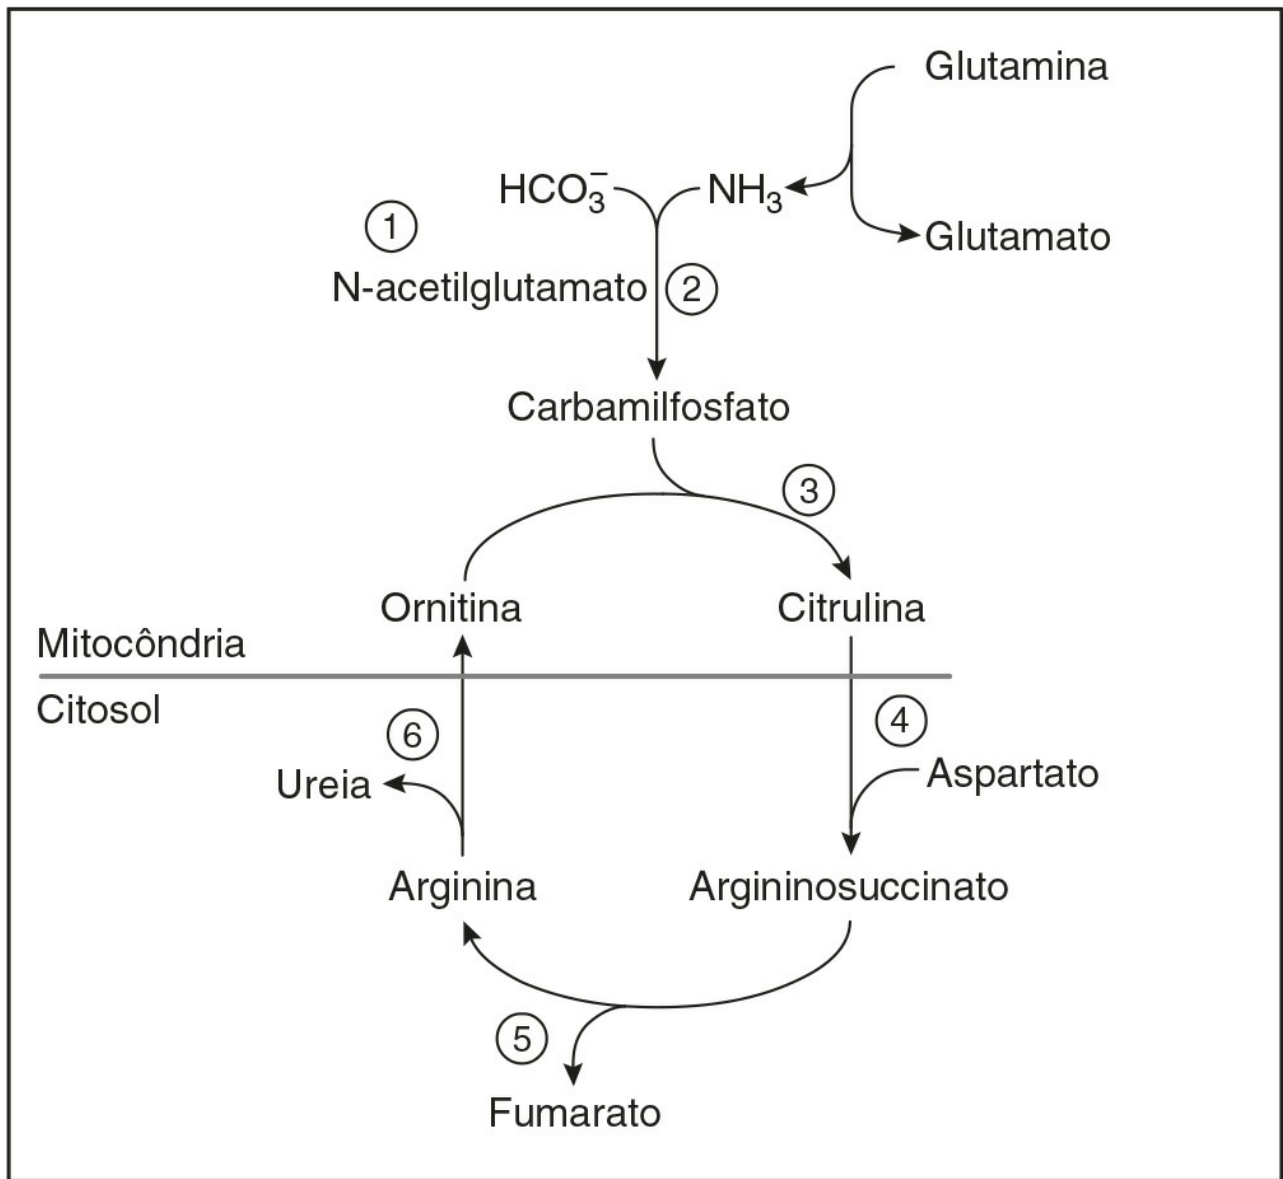 Glutamina
HCO₃⁻
NH₃
①
Glutamato
N-acetilglutamato
②
Carbamilfosfato
③
Ornitina
Citrulina
Mitocôndria
Citosol
⑥
④
Ureia
Aspartato
Arginina
Argininosuccinato
⑤
Fumarato